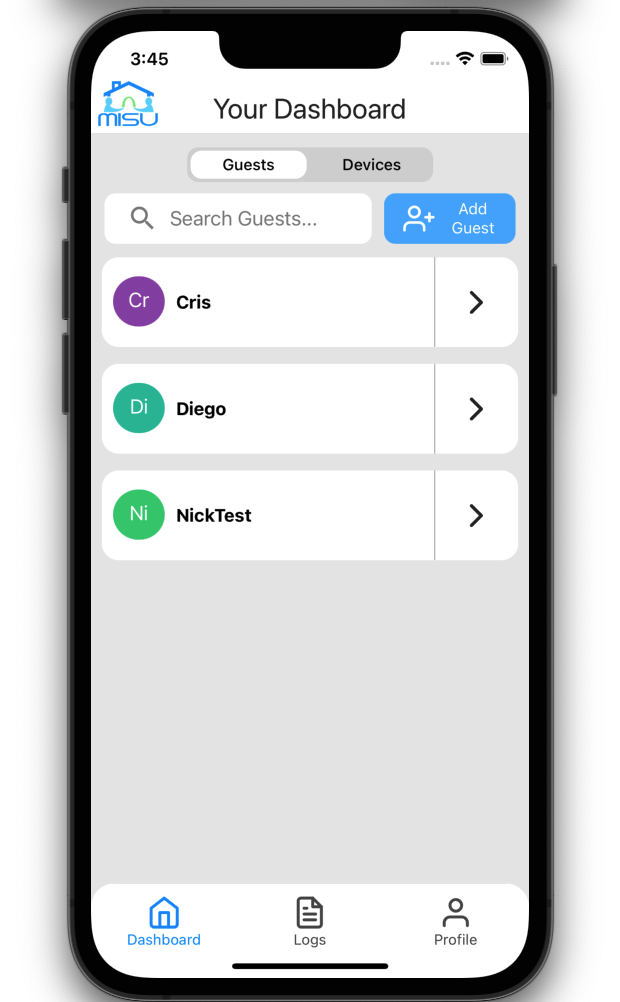 3:45
MISU
Your Dashboard
Guests
Devices
Search Guests...
Add
Guest
Cr
Cris
Di
Diego
Ni
NickTest
Dashboard
Logs
Profile